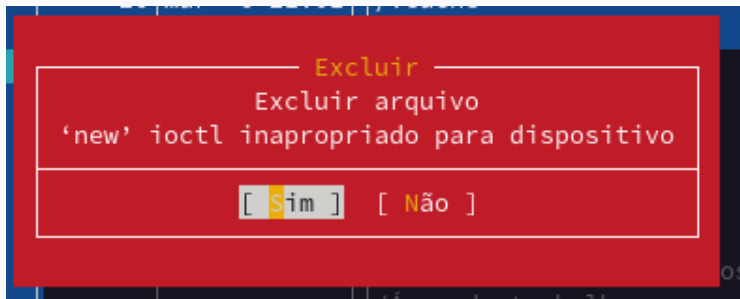 Excluir
Excluir arquivo
‘new’ ioctl inapropriado para dispositivo
[ Sim ] [ Não ]